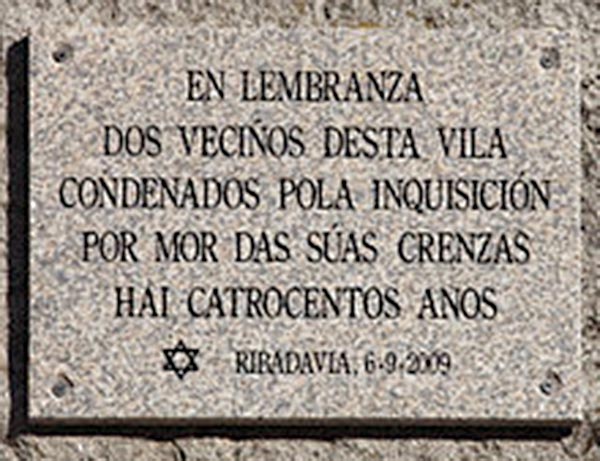 EN LEMBRANZA
DOS VECIÑOS DESTA VILA
CONDENADOS POLA INQUISICIÓN
POR MOR DAS SÚAS CRENZAS
HAI CATROCENTOS ANOS
RIBADAVIA, 6-9-2009